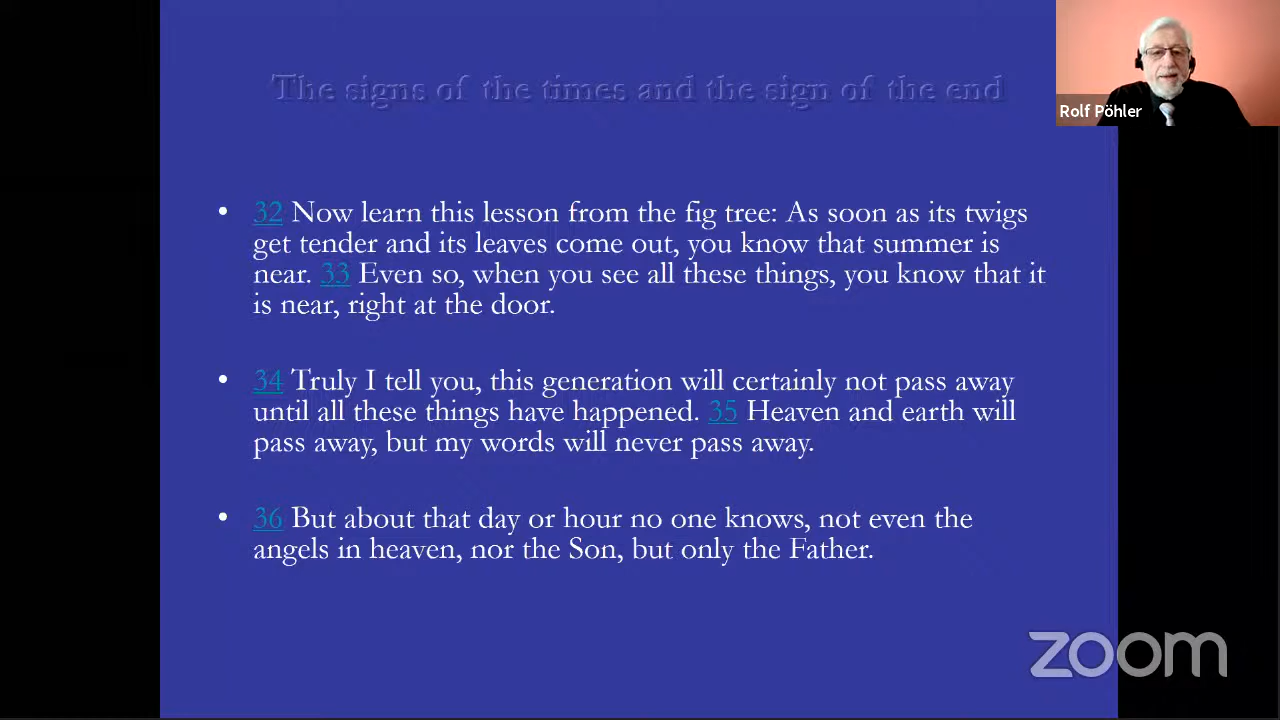 The signs of the times and the sign of the end
Rolf Pöhler
• 32 Now learn this lesson from the fig tree: As soon as its twigs
get tender and its leaves come out, you know that summer is
near. 33 Even so, when you see all these things, you know that it
is near, right at the door.
• 34 Truly I tell you, this generation will certainly not pass away
until all these things have happened. 35 Heaven and earth will
pass away, but my words will never pass away.
• 36 But about that day or hour no one knows, not even the
angels in heaven, nor the Son, but only the Father.
zoom